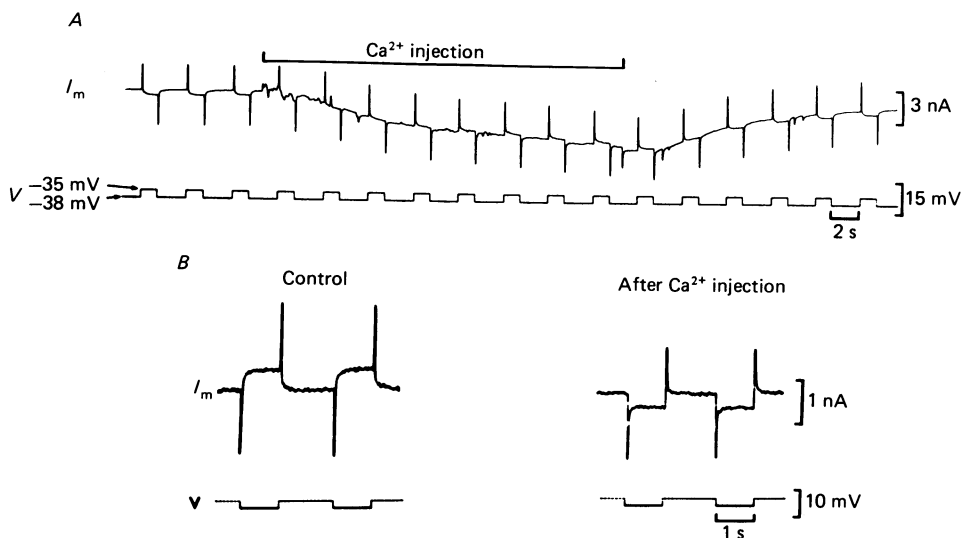 A
Ca²⁺ injection
Iₘ
3 nA
−35 mV
V
−38 mV
15 mV
2 s
B
Control
After Ca²⁺ injection
Iₘ
1 nA
V
10 mV
1 s